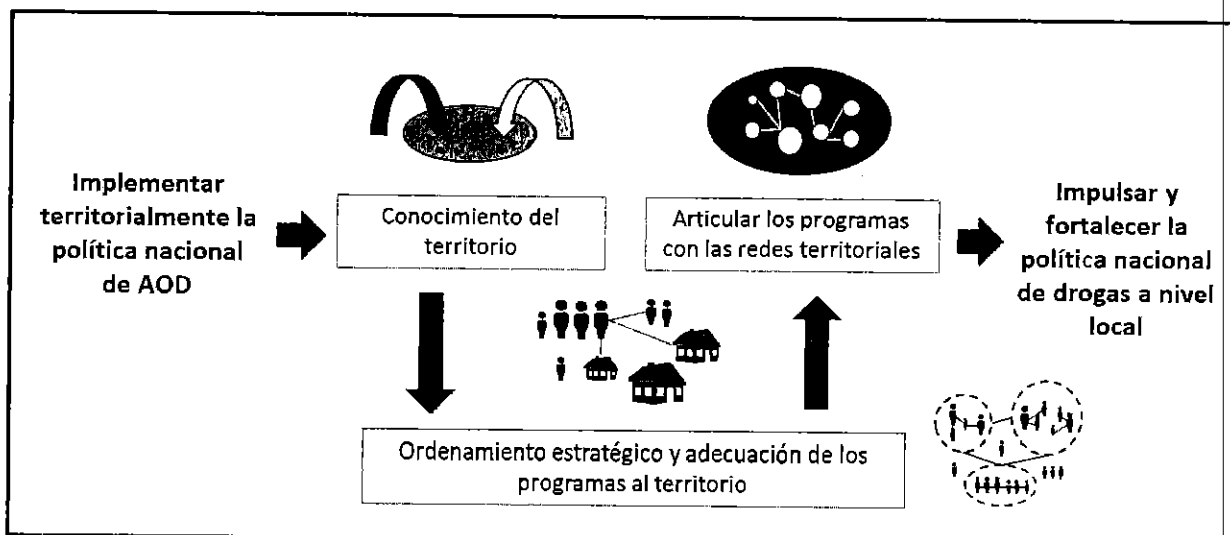 Implementar
territorialmente la
política nacional
de AOD
Conocimiento del
territorio
Ordenamiento estratégico y adecuación de los
programas al territorio
Articular los programas
con las redes territoriales
Impulsar y
fortalecer la
política nacional
de drogas a nivel
local